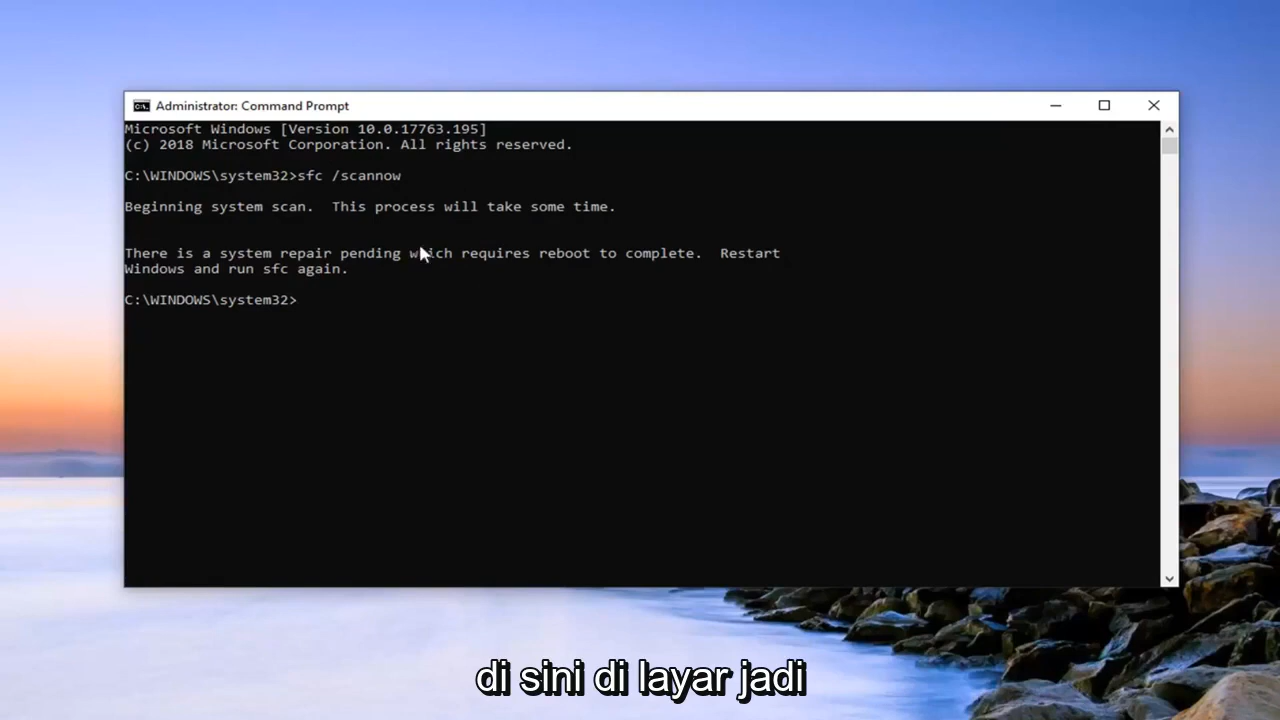 Administrator: Command Prompt
Microsoft Windows [Version 10.0.17763.195]
(c) 2018 Microsoft Corporation. All rights reserved.
C:\WINDOWS\system32>sfc /scannow
Beginning system scan.  This process will take some time.
There is a system repair pending which requires reboot to complete.  Restart
Windows and run sfc again.
C:\WINDOWS\system32>
di sini di layar jadi